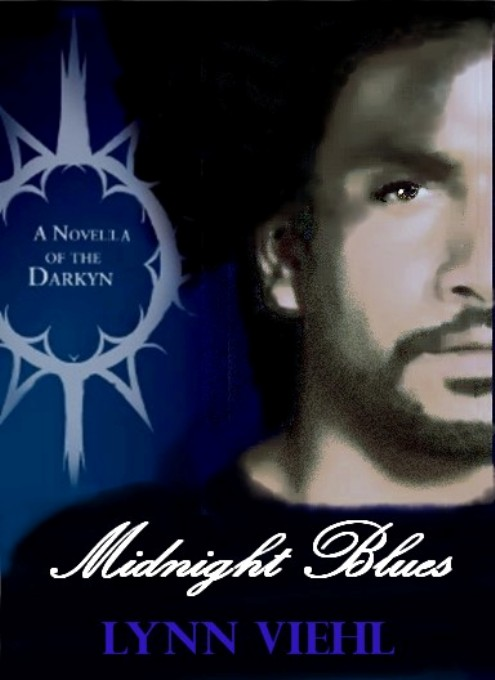 A NOVELLA
OF THE
DARKYN
Midnight Blues
LYNN VIEHL